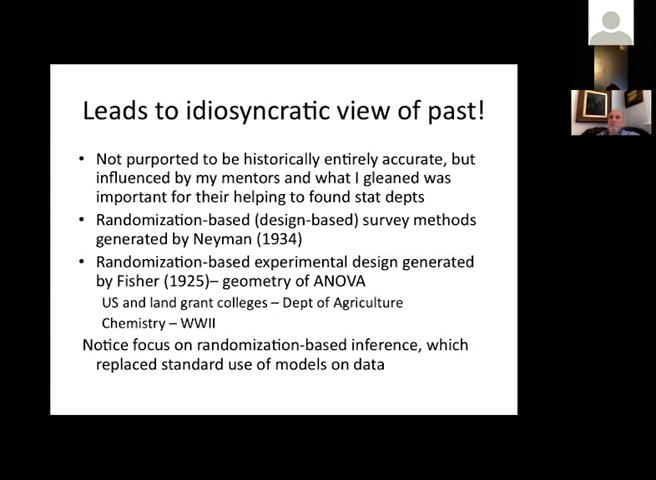 Leads to idiosyncratic view of past!
• Not purported to be historically entirely accurate, but
influenced by my mentors and what I gleaned was
important for their helping to found stat depts
• Randomization-based (design-based) survey methods
generated by Neyman (1934)
• Randomization-based experimental design generated
by Fisher (1925)– geometry of ANOVA
US and land grant colleges – Dept of Agriculture
Chemistry – WWII
Notice focus on randomization-based inference, which
replaced standard use of models on data